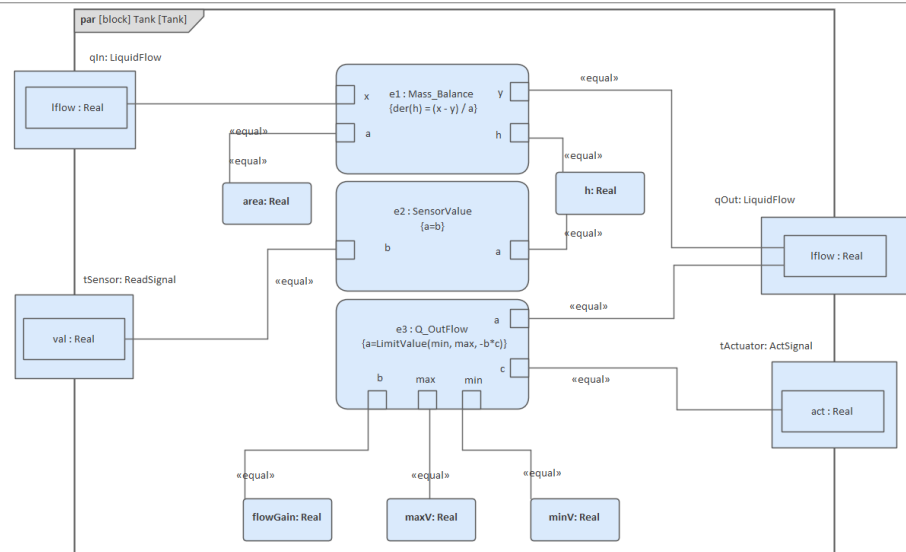 par [block] Tank [Tank]
qIn: LiquidFlow
lflow : Real
«equal»
x
e1 : Mass_Balance
{der(h) = (x - y) / a}
y
a
h
«equal»
«equal»
«equal»
area: Real
h: Real
e2 : SensorValue
{a=b}
b
a
«equal»
qOut: LiquidFlow
lflow : Real
tSensor: ReadSignal
«equal»
val : Real
e3 : Q_OutFlow
{a=LimitValue(min, max, -b*c)}
a
c
b
max
min
«equal»
tActuator: ActSignal
«equal»
act : Real
«equal»
«equal»
«equal»
flowGain: Real
maxV: Real
minV: Real